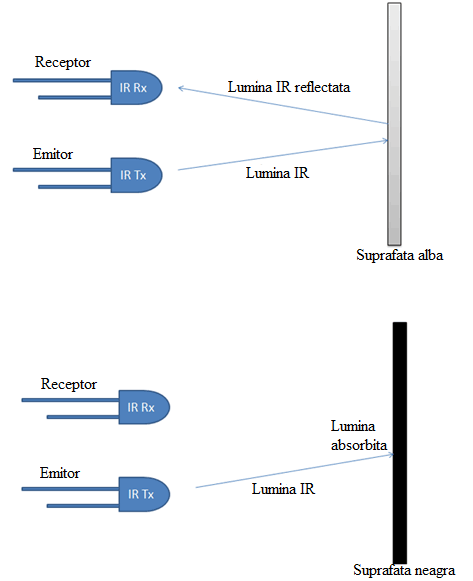 Receptor
IR Rx
Lumina IR reflectata
Emitor
IR Tx
Lumina IR
Suprafata alba
Receptor
IR Rx
Lumina
absorbita
Emitor
IR Tx
Lumina IR
Suprafata neagra